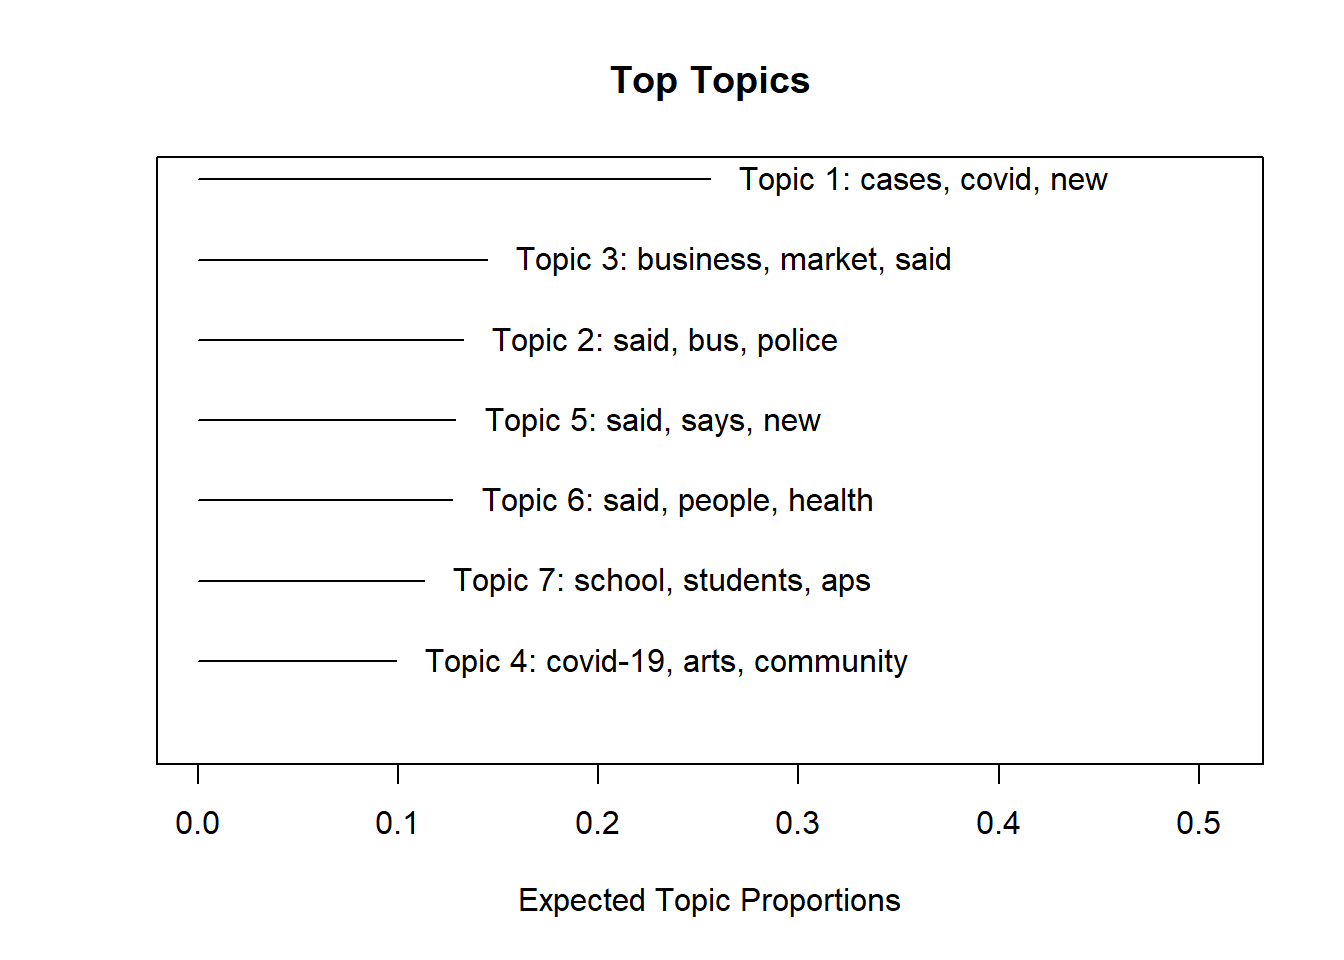 Top Topics
Topic 1: cases, covid, new
Topic 3: business, market, said
Topic 2: said, bus, police
Topic 5: said, says, new
Topic 6: said, people, health
Topic 7: school, students, aps
Topic 4: covid-19, arts, community
0.0 0.1 0.2 0.3 0.4 0.5
Expected Topic Proportions